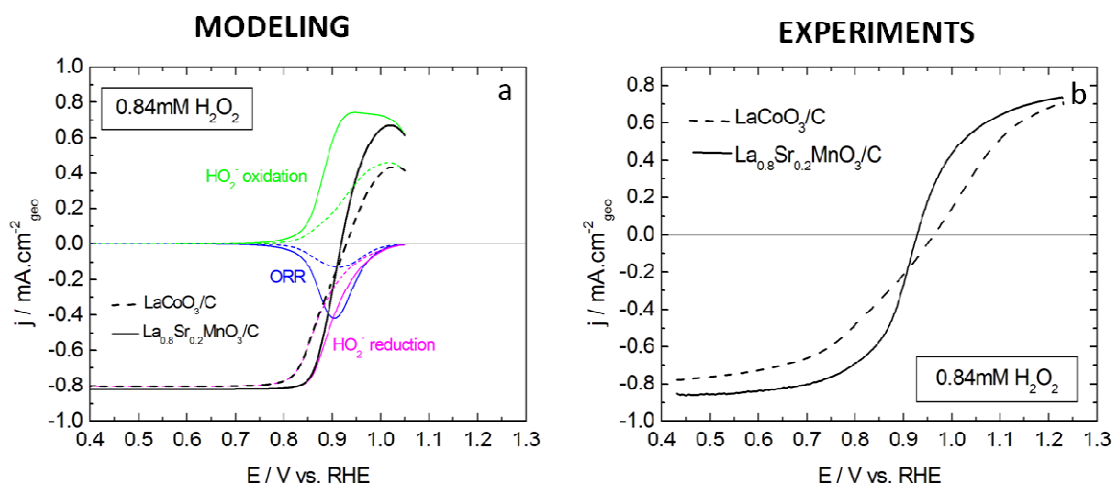 MODELING
a
0.84mM H₂O₂
HO₂⁻ oxidation
ORR
LaCoO₃/C
La₀.₈Sr₀.₂MnO₃/C
HO₂⁻ reduction
1.0
0.8
0.6
0.4
0.2
0.0
-0.2
-0.4
-0.6
-0.8
-1.0
0.4 0.5 0.6 0.7 0.8 0.9 1.0 1.1 1.2 1.3
j / mA.cm⁻²geo
E / V vs. RHE
EXPERIMENTS
b
LaCoO₃/C
La₀.₈Sr₀.₂MnO₃/C
0.84mM H₂O₂
1.0
0.8
0.6
0.4
0.2
0.0
-0.2
-0.4
-0.6
-0.8
-1.0
0.4 0.5 0.6 0.7 0.8 0.9 1.0 1.1 1.2 1.3
j / mA.cm⁻²geo
E / V vs. RHE